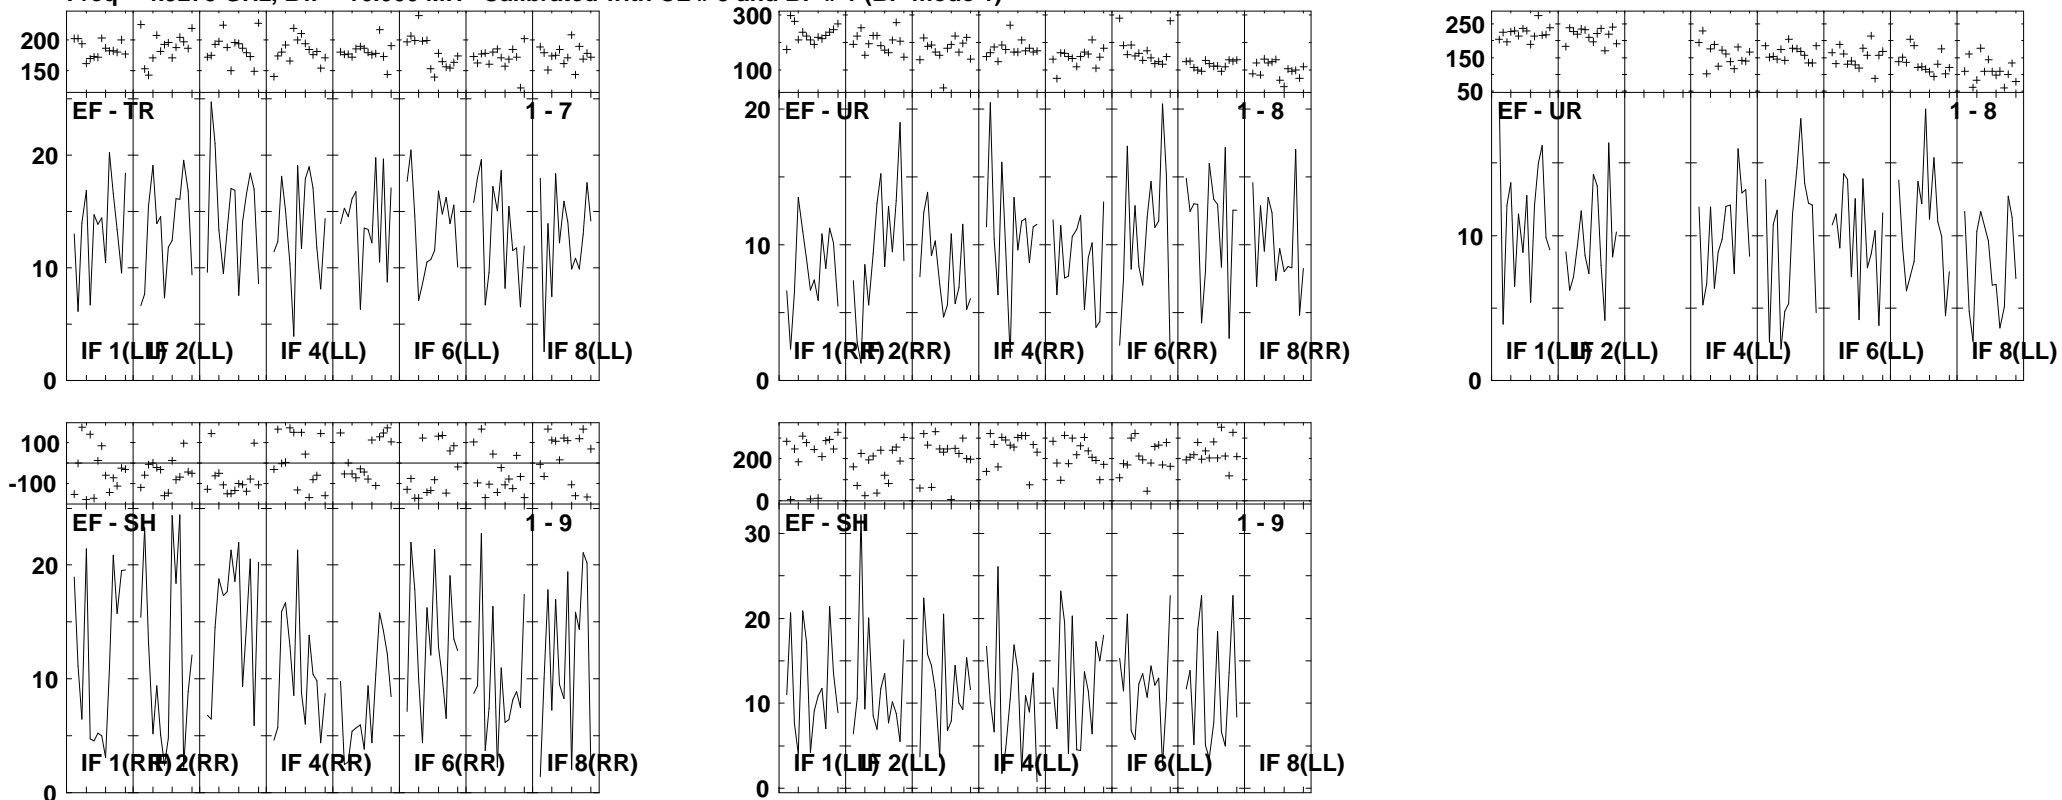 200
150
EF - TR 1 - 7
20
10
IF 1(LL) IF 2(LL) IF 4(LL) IF 6(LL) IF 8(LL)
0
300
100
EF - UR 1 - 8
20
10
IF 1(RR) IF 2(RR) IF 4(RR) IF 6(RR) IF 8(RR)
0
250
150
50
EF - UR 1 - 8
10
IF 1(LL) IF 2(LL) IF 4(LL) IF 6(LL) IF 8(LL)
0
100
-100
EF - SH 1 - 9
20
10
IF 1(RR) IF 2(RR) IF 4(RR) IF 6(RR) IF 8(RR)
0
200
0
EF - SH 1 - 9
30
20
10
IF 1(LL) IF 2(LL) IF 4(LL) IF 6(LL) IF 8(LL)
0